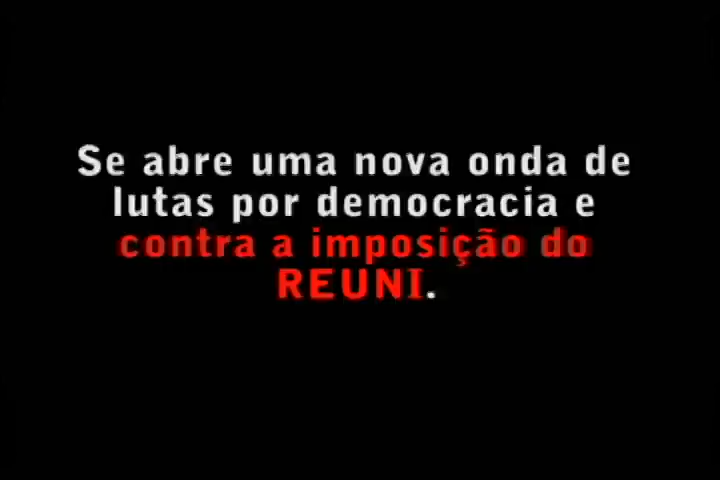 Se abre uma nova onda de
lutas por democracia e
contra a imposição do
REUNI.